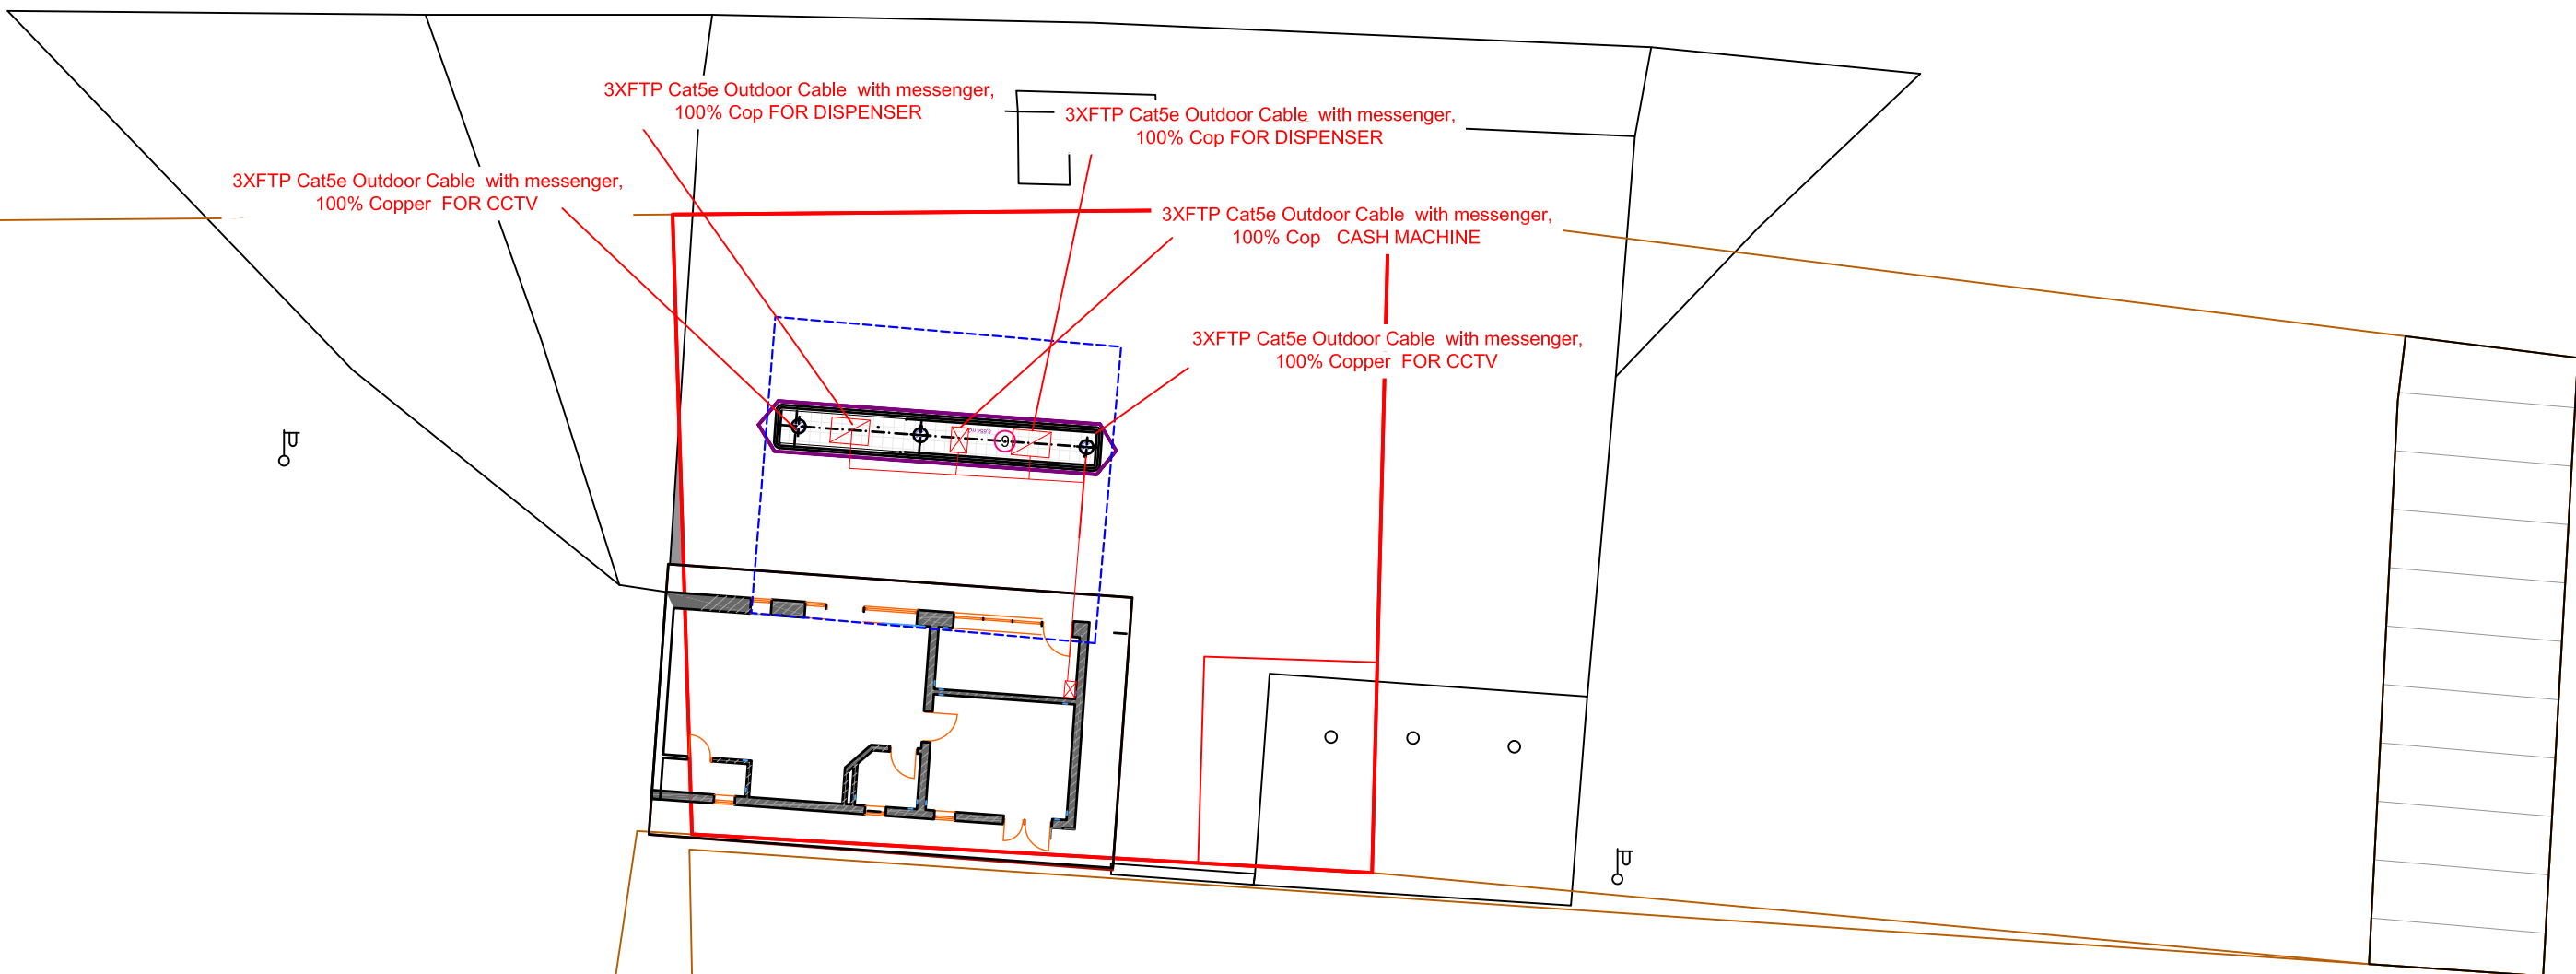 3XFTP Cat5e Outdoor Cable with messenger,
100% Cop FOR DISPENSER
3XFTP Cat5e Outdoor Cable with messenger,
100% Cop FOR DISPENSER
3XFTP Cat5e Outdoor Cable with messenger,
100% Copper FOR CCTV
3XFTP Cat5e Outdoor Cable with messenger,
100% Cop CASH MACHINE
3XFTP Cat5e Outdoor Cable with messenger,
100% Copper FOR CCTV